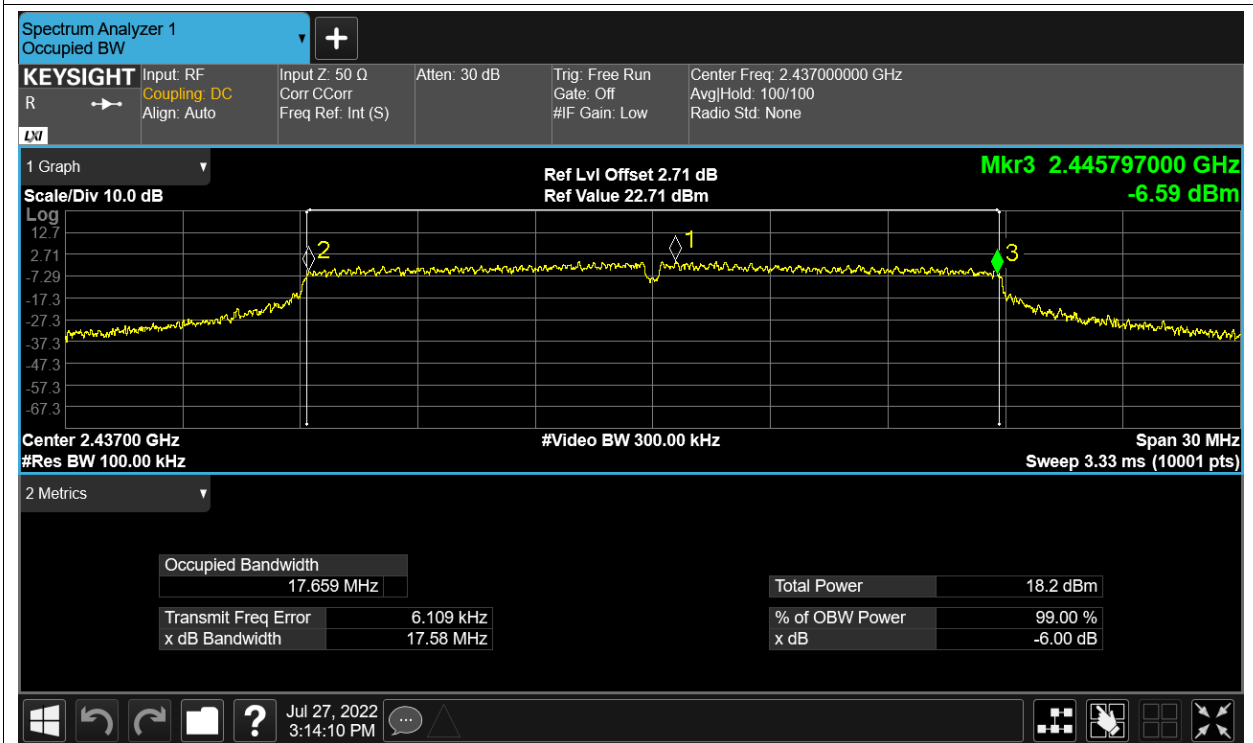 Spectrum Analyzer 1
Occupied BW
KEYSIGHT
R
LXI
Input: RF
Coupling: DC
Align: Auto
Input Z: 50 Ω
Corr CCorr
Freq Ref: Int (S)
Atten: 30 dB
Trig: Free Run
Gate: Off
#IF Gain: Low
Center Freq: 2.437000000 GHz
Avg|Hold: 100/100
Radio Std: None
1 Graph
Scale/Div 10.0 dB
Ref Lvl Offset 2.71 dB
Ref Value 22.71 dBm
Mkr3 2.445797000 GHz
-6.59 dBm
Log
12.7
2.71
-7.29
-17.3
-27.3
-37.3
-47.3
-57.3
-67.3
2
1
3
Center 2.43700 GHz
#Res BW 100.00 kHz
#Video BW 300.00 kHz
Span 30 MHz
Sweep 3.33 ms (10001 pts)
2 Metrics
Occupied Bandwidth
17.659 MHz
Transmit Freq Error 6.109 kHz
x dB Bandwidth 17.58 MHz
Total Power 18.2 dBm
% of OBW Power 99.00 %
x dB -6.00 dB
?
Jul 27, 2022
3:14:10 PM